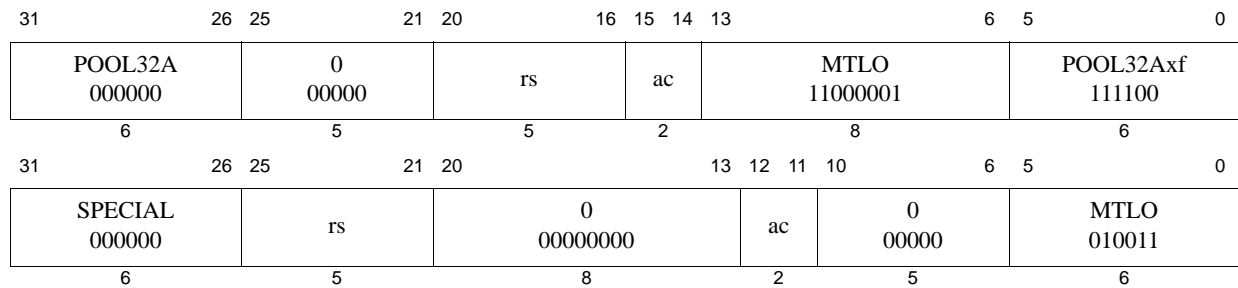 31 26 25 21 20 16 15 14 13 6 5 0
POOL32A 0 rs ac MTLO POOL32Axf
000000 00000 11000001 111100
6 5 5 2 8 6
31 26 25 21 20 13 12 11 10 6 5 0
SPECIAL rs 0 ac 0 MTLO
000000 00000000 00000 010011
6 5 8 2 5 6